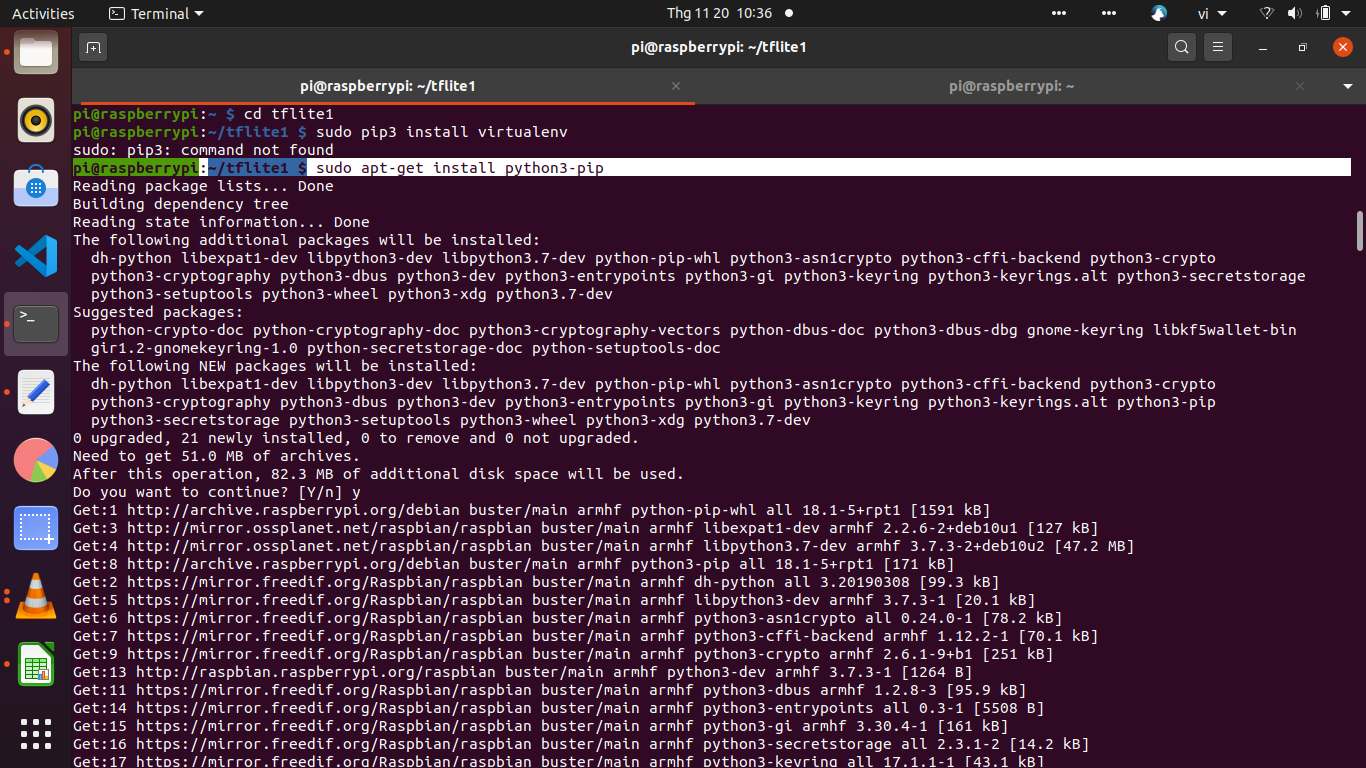 Activities
Terminal
Thg 11 20 10:36
vi
pi@raspberrypi: ~/tflite1
pi@raspberrypi: ~/tflite1
pi@raspberrypi: ~
pi@raspberrypi:~ $ cd tflite1
pi@raspberrypi:~/tflite1 $ sudo pip3 install virtualenv
sudo: pip3: command not found
pi@raspberrypi:~/tflite1 $ sudo apt-get install python3-pip
Reading package lists... Done
Building dependency tree
Reading state information... Done
The following additional packages will be installed:
dh-python libexpat1-dev libpython3-dev libpython3.7-dev python-pip-whl python3-asn1crypto python3-cffi-backend python3-crypto
python3-cryptography python3-dbus python3-dev python3-entrypoints python3-gi python3-keyring python3-keyrings.alt python3-secretstorage
python3-setuptools python3-wheel python3-xdg python3.7-dev
Suggested packages:
python-crypto-doc python-cryptography-doc python3-cryptography-vectors python-dbus-doc python3-dbus-dbg gnome-keyring libkf5wallet-bin
gir1.2-gnomekeyring-1.0 python-secretstorage-doc python-setuptools-doc
The following NEW packages will be installed:
dh-python libexpat1-dev libpython3-dev libpython3.7-dev python-pip-whl python3-asn1crypto python3-cffi-backend python3-crypto
python3-cryptography python3-dbus python3-dev python3-entrypoints python3-gi python3-keyring python3-keyrings.alt python3-pip
python3-secretstorage python3-setuptools python3-wheel python3-xdg python3.7-dev
0 upgraded, 21 newly installed, 0 to remove and 0 not upgraded.
Need to get 51.0 MB of archives.
After this operation, 82.3 MB of additional disk space will be used.
Do you want to continue? [Y/n] y
Get:1 http://archive.raspberrypi.org/debian buster/main armhf python-pip-whl all 18.1-5+rpt1 [1591 kB]
Get:3 http://mirror.ossplanet.net/raspbian/raspbian buster/main armhf libexpat1-dev armhf 2.2.6-2+deb10u1 [127 kB]
Get:4 http://mirror.ossplanet.net/raspbian/raspbian buster/main armhf libpython3.7-dev armhf 3.7.3-2+deb10u2 [47.2 MB]
Get:8 http://archive.raspberrypi.org/debian buster/main armhf python3-pip all 18.1-5+rpt1 [171 kB]
Get:2 https://mirror.freedif.org/Raspbian/raspbian buster/main armhf dh-python all 3.20190308 [99.3 kB]
Get:5 https://mirror.freedif.org/Raspbian/raspbian buster/main armhf libpython3-dev armhf 3.7.3-1 [20.1 kB]
Get:6 https://mirror.freedif.org/Raspbian/raspbian buster/main armhf python3-asn1crypto all 0.24.0-1 [78.2 kB]
Get:7 https://mirror.freedif.org/Raspbian/raspbian buster/main armhf python3-cffi-backend armhf 1.12.2-1 [70.1 kB]
Get:9 https://mirror.freedif.org/Raspbian/raspbian buster/main armhf python3-crypto armhf 2.6.1-9+b1 [251 kB]
Get:13 http://raspbian.raspberrypi.org/raspbian buster/main armhf python3-dev armhf 3.7.3-1 [1264 B]
Get:11 https://mirror.freedif.org/Raspbian/raspbian buster/main armhf python3-dbus armhf 1.2.8-3 [95.9 kB]
Get:14 https://mirror.freedif.org/Raspbian/raspbian buster/main armhf python3-entrypoints all 0.3-1 [5508 B]
Get:15 https://mirror.freedif.org/Raspbian/raspbian buster/main armhf python3-gi armhf 3.30.4-1 [161 kB]
Get:16 https://mirror.freedif.org/Raspbian/raspbian buster/main armhf python3-secretstorage all 2.3.1-2 [14.2 kB]
Get:17 https://mirror.freedif.org/Raspbian/raspbian buster/main armhf python3-keyring all 17.1.1-1 [43.1 kB]